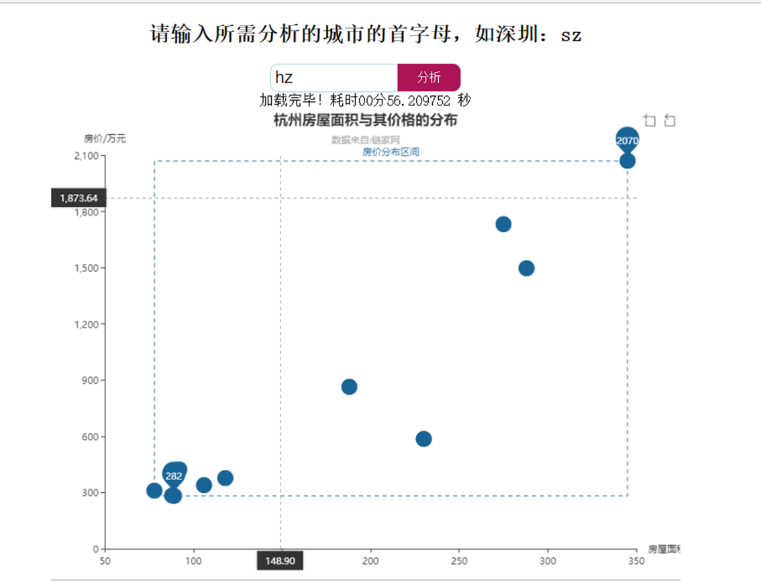 请输入所需分析的城市的首字母，如深圳：sz
hz 分析
加载完毕！耗时00分56.209752 秒
杭州房屋面积与其价格的分布
数据来自:链家网
房价/万元
房价分布区间
2070
2,100
1,873.64
1,800
1,500
1,200
900
600
282
300
0
房屋面积
50 100 148.90 200 250 300 350